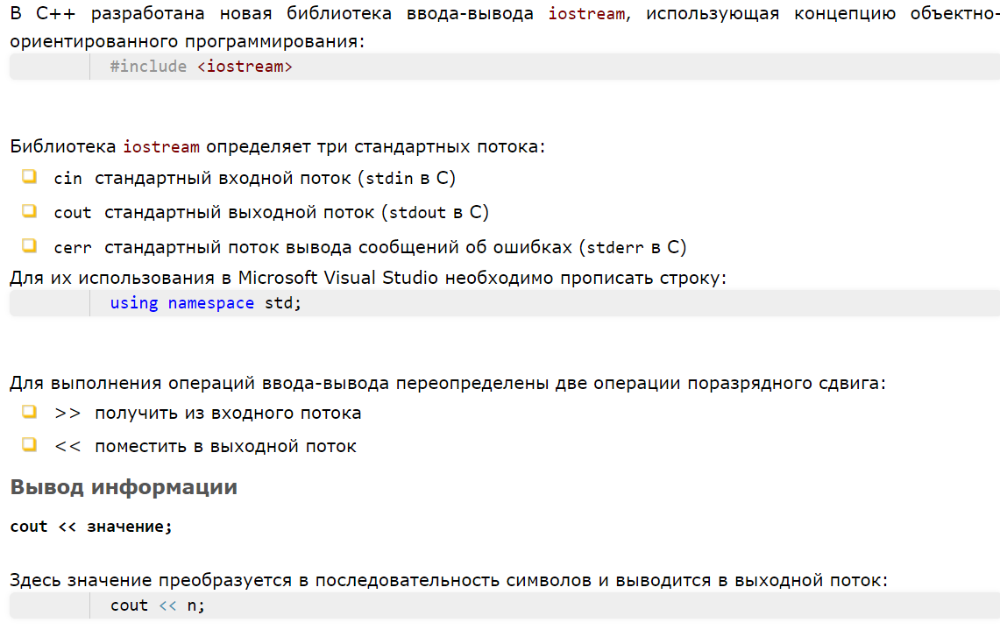 В C++ разработана новая библиотека ввода-вывода iostream, использующая концепцию объектно-
ориентированного программирования:
#include <iostream>
Библиотека iostream определяет три стандартных потока:
cin стандартный входной поток (stdin в C)
cout стандартный выходной поток (stdout в C)
cerr стандартный поток вывода сообщений об ошибках (stderr в C)
Для их использования в Microsoft Visual Studio необходимо прописать строку:
using namespace std;
Для выполнения операций ввода-вывода переопределены две операции поразрядного сдвига:
>> получить из входного потока
<< поместить в выходной поток
Вывод информации
cout << значение;
Здесь значение преобразуется в последовательность символов и выводится в выходной поток:
cout << n;